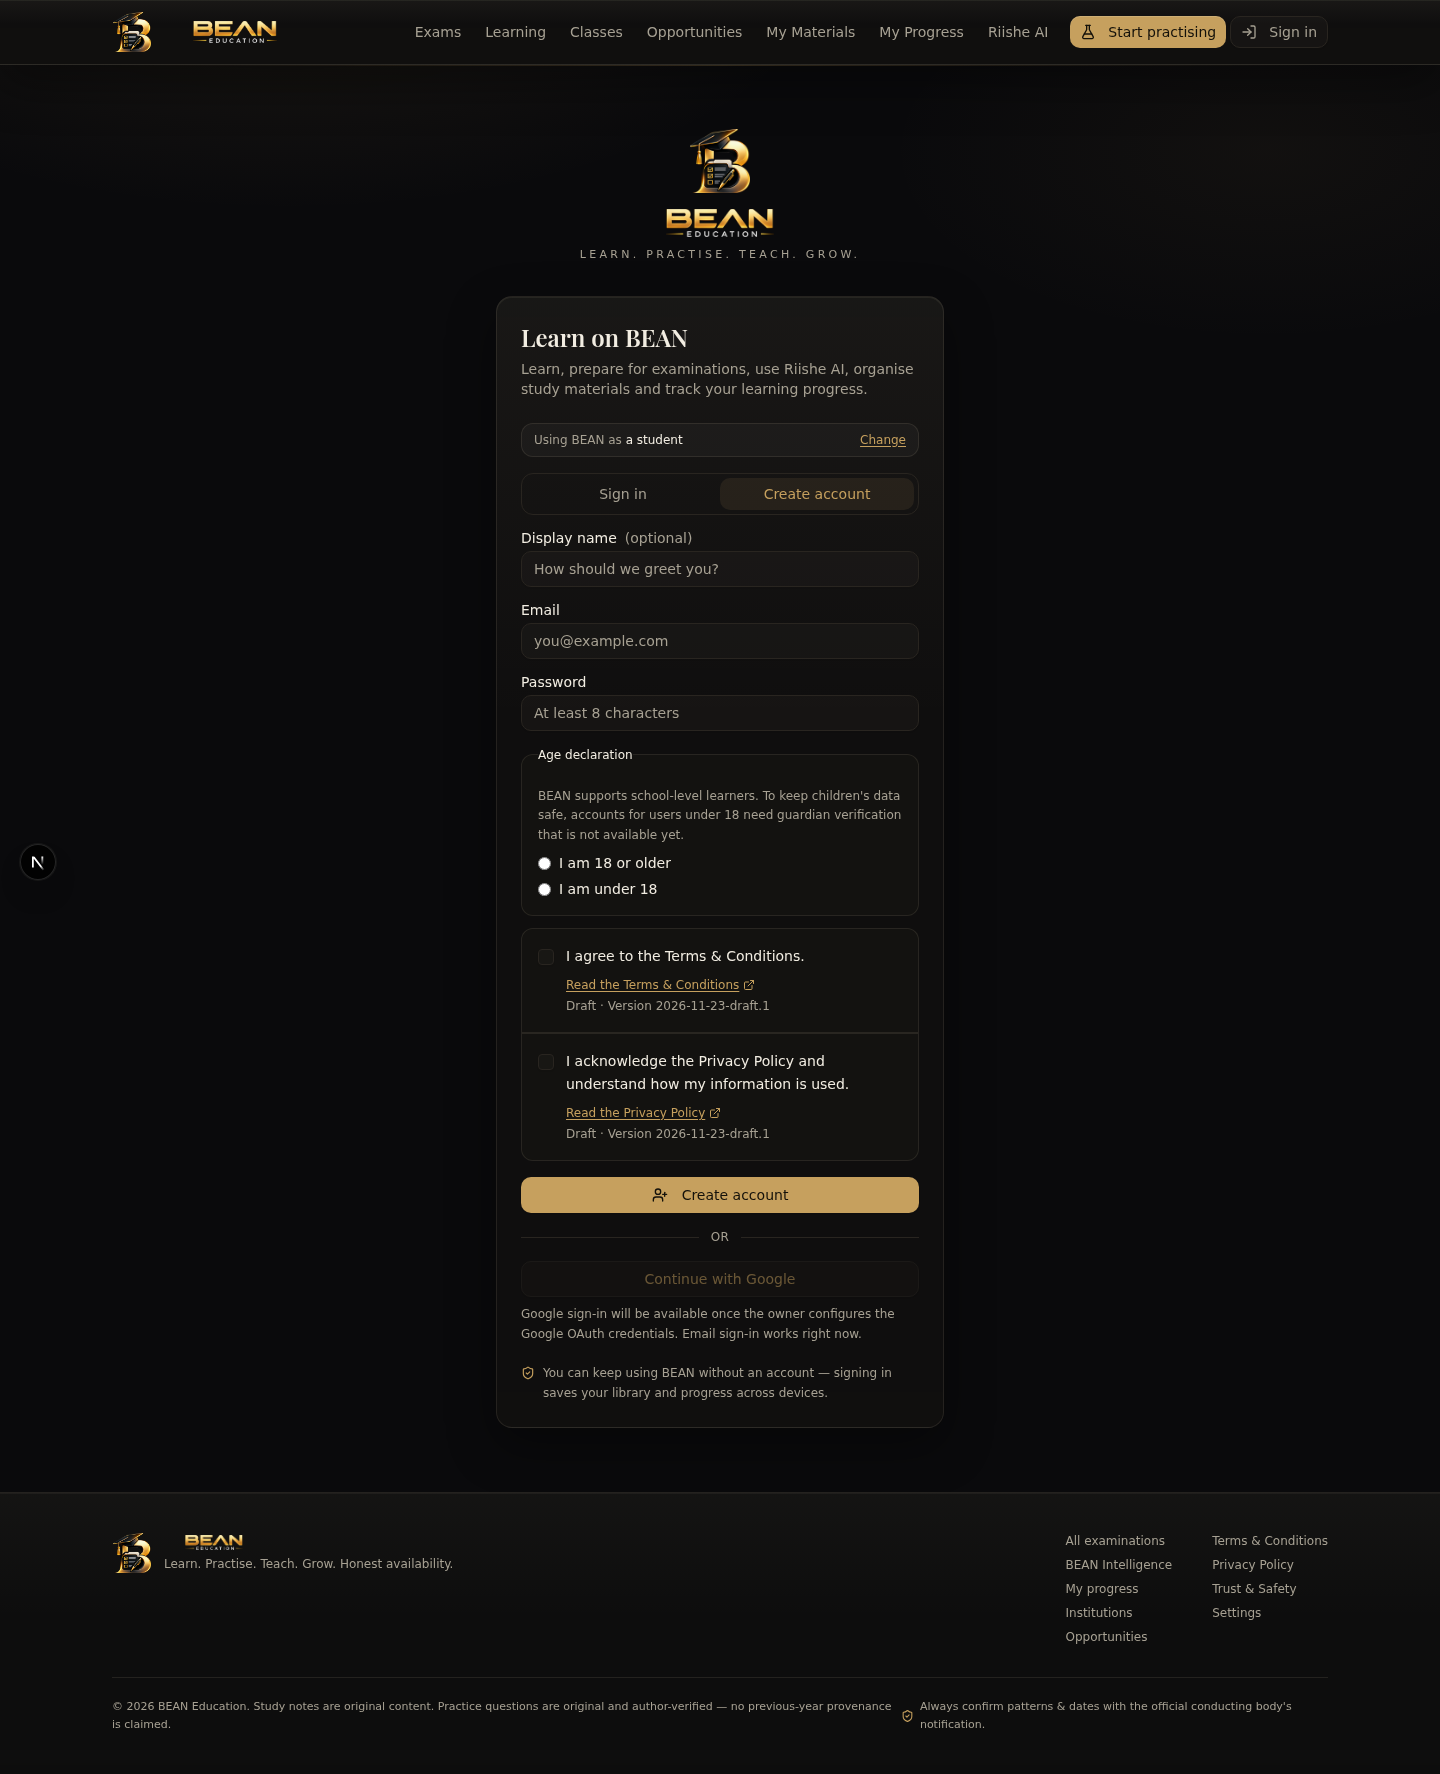 BEAN
EDUCATION
Exams
Learning
Classes
Opportunities
My Materials
My Progress
Riishe AI
Start practising
Sign in
BEAN
EDUCATION
LEARN. PRACTISE. TEACH. GROW.
Learn on BEAN
Learn, prepare for examinations, use Riishe AI, organise
study materials and track your learning progress.
Using BEAN as a student
Change
Sign in
Create account
Display name (optional)
How should we greet you?
Email
you@example.com
Password
At least 8 characters
Age declaration
BEAN supports school-level learners. To keep children's data
safe, accounts for users under 18 need guardian verification
that is not available yet.
I am 18 or older
I am under 18
I agree to the Terms & Conditions.
Read the Terms & Conditions
Draft · Version 2026-11-23-draft.1
I acknowledge the Privacy Policy and
understand how my information is used.
Read the Privacy Policy
Draft · Version 2026-11-23-draft.1
Create account
OR
Continue with Google
Google sign-in will be available once the owner configures the
Google OAuth credentials. Email sign-in works right now.
You can keep using BEAN without an account — signing in
saves your library and progress across devices.
BEAN
EDUCATION
Learn. Practise. Teach. Grow. Honest availability.
All examinations
BEAN Intelligence
My progress
Institutions
Opportunities
Terms & Conditions
Privacy Policy
Trust & Safety
Settings
© 2026 BEAN Education. Study notes are original content. Practice questions are original and author-verified — no previous-year provenance
is claimed.
Always confirm patterns & dates with the official conducting body's
notification.